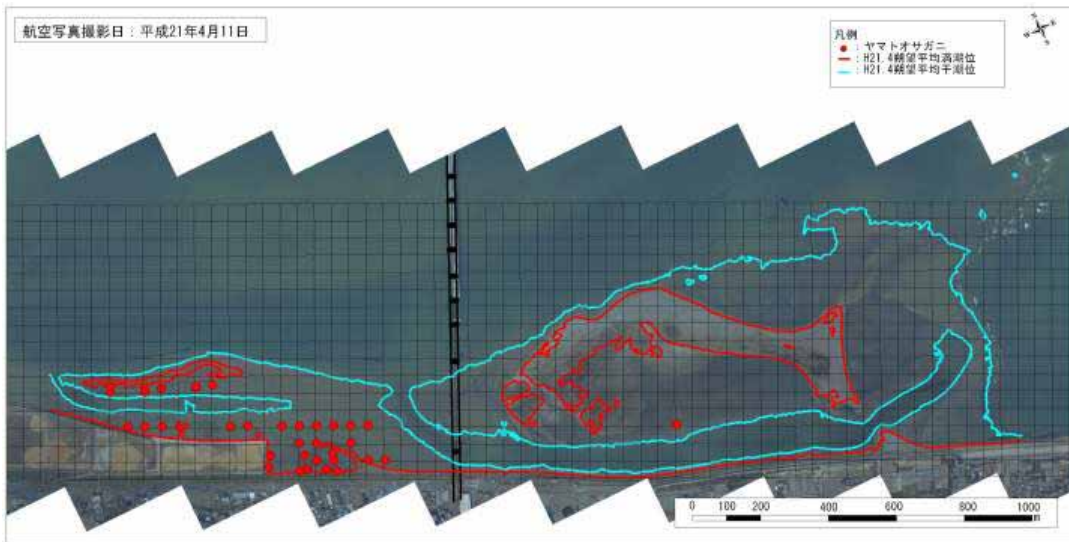 航空写真撮影日：平成21年4月11日
凡例
：ヤマトオサガニ
：H21.4朔望平均満潮位
：H21.4朔望平均干潮位
0 100 200 400 600 800 1000
m